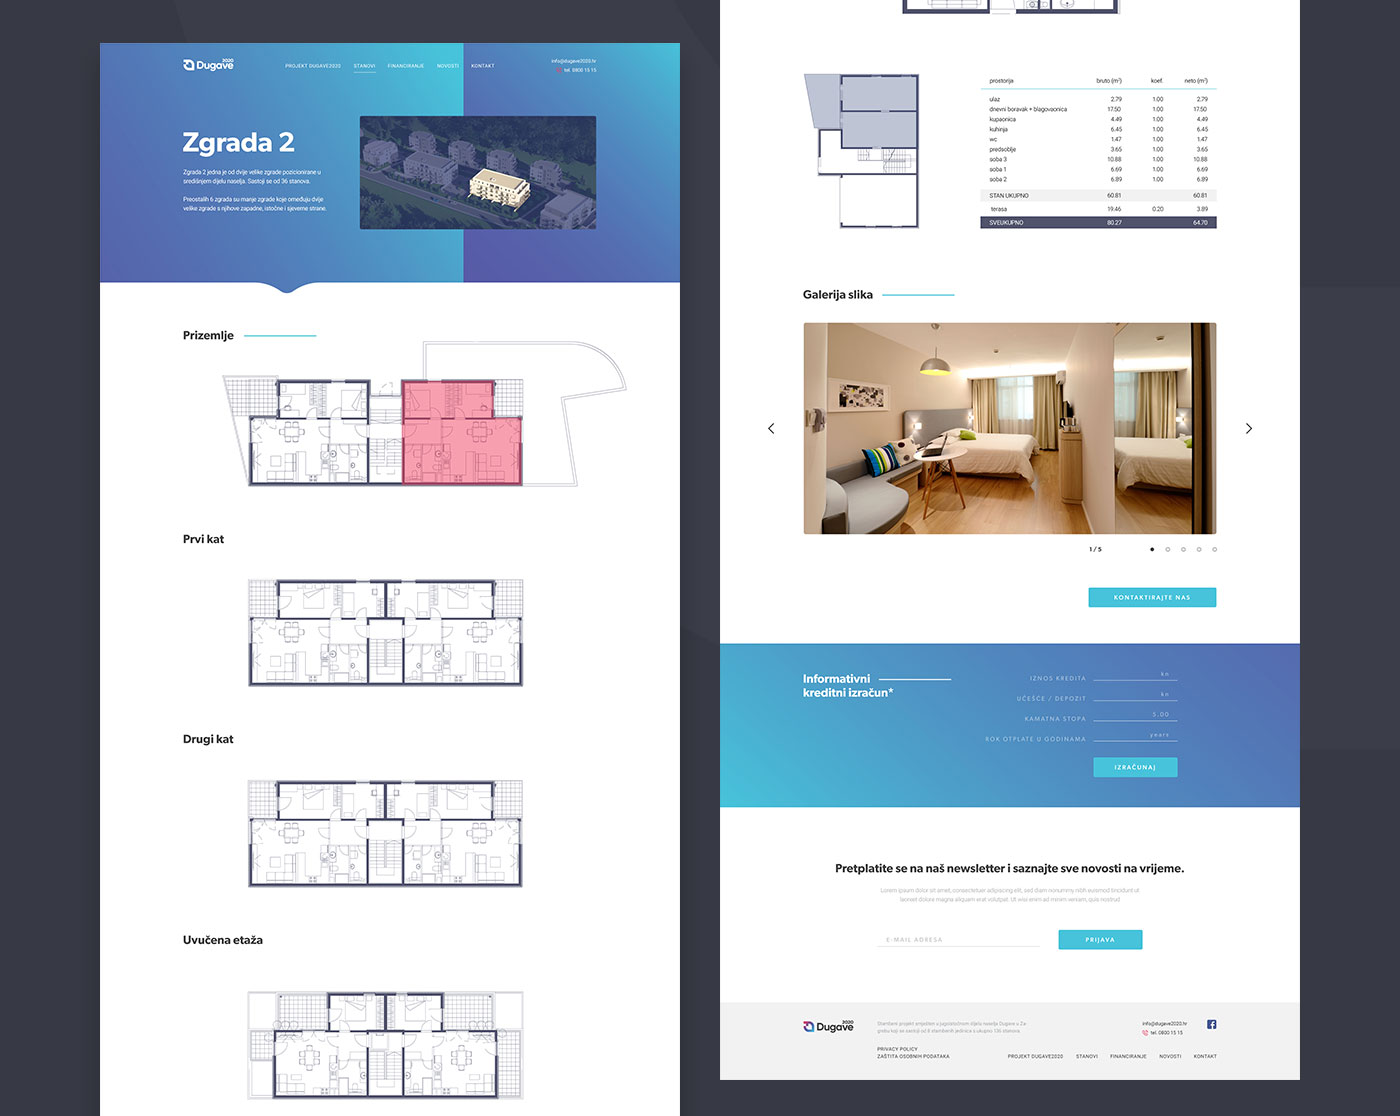 Dugave 2020
PROJEKT DUGAVE2020 STANOVI FINANCIRANJE NOVOSTI KONTAKT
info@dugave2020.hr
tel. 0800 15 15
Zgrada 2
Zgrada 2 jedna je od dvije velike zgrade pozicionirane u
središnjem dijelu naselja. Sastoji se od 36 stanova.
Preostalih 6 zgrada su manje zgrade koje omeđuju dvije
velike zgrade s njihove zapadne, istočne i sjeverne strane.
Prizemlje
Prvi kat
Drugi kat
Uvučena etaža
prostorija bruto (m²) koef. neto (m²)
ulaz 2.79 1.00 2.79
dnevni boravak + blagovaonica 17.50 1.00 17.50
kupaonica 4.49 1.00 4.49
kuhinja 6.45 1.00 6.45
wc 1.47 1.00 1.47
predsoblje 3.65 1.00 3.65
soba 3 10.88 1.00 10.88
soba 1 6.69 1.00 6.69
soba 2 6.89 1.00 6.89
STAN UKUPNO 60.81 60.81
terasa 19.46 0.20 3.89
SVEUKUPNO 80.27 64.70
Galerija slika
1 / 5
KONTAKTIRAJTE NAS
Informativni
kreditni izračun*
IZNOS KREDITA kn
UČEŠĆE / DEPOZIT kn
KAMATNA STOPA 5.00
ROK OTPLATE U GODINAMA years
IZRAČUNAJ
Pretplatite se na naš newsletter i saznajte sve novosti na vrijeme.
Lorem ipsum dolor sit amet, consectetuer adipiscing elit, sed diam nonummy nibh euismod tincidunt ut
laoreet dolore magna aliquam erat volutpat. Ut wisi enim ad minim veniam, quis nostrud
E-MAIL ADRESA
PRIJAVA
Dugave 2020
Stambeni projekt smješten u jugoistočnom dijelu naselja Dugave u Za-
grebu koji se sastoji od 8 stambenih jedinica s ukupno 136 stanova.
info@dugave2020.hr
tel. 0800 15 15
PRIVACY POLICY
ZAŠTITA OSOBNIH PODATAKA
PROJEKT DUGAVE2020 STANOVI FINANCIRANJE NOVOSTI KONTAKT